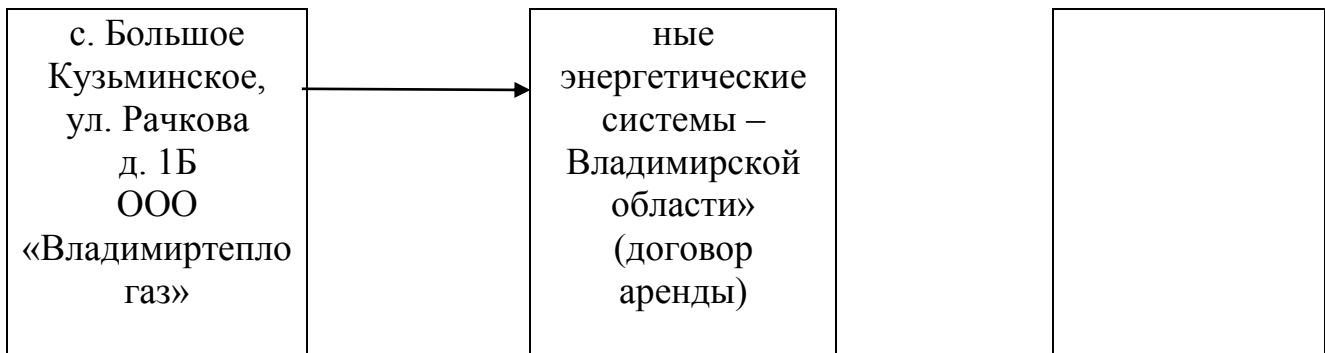 с. Большое
Кузьминское,
ул. Рачкова
д. 1Б
ООО
«Владимиртепло
газ»
ные
энергетические
системы –
Владимирской
области»
(договор
аренды)